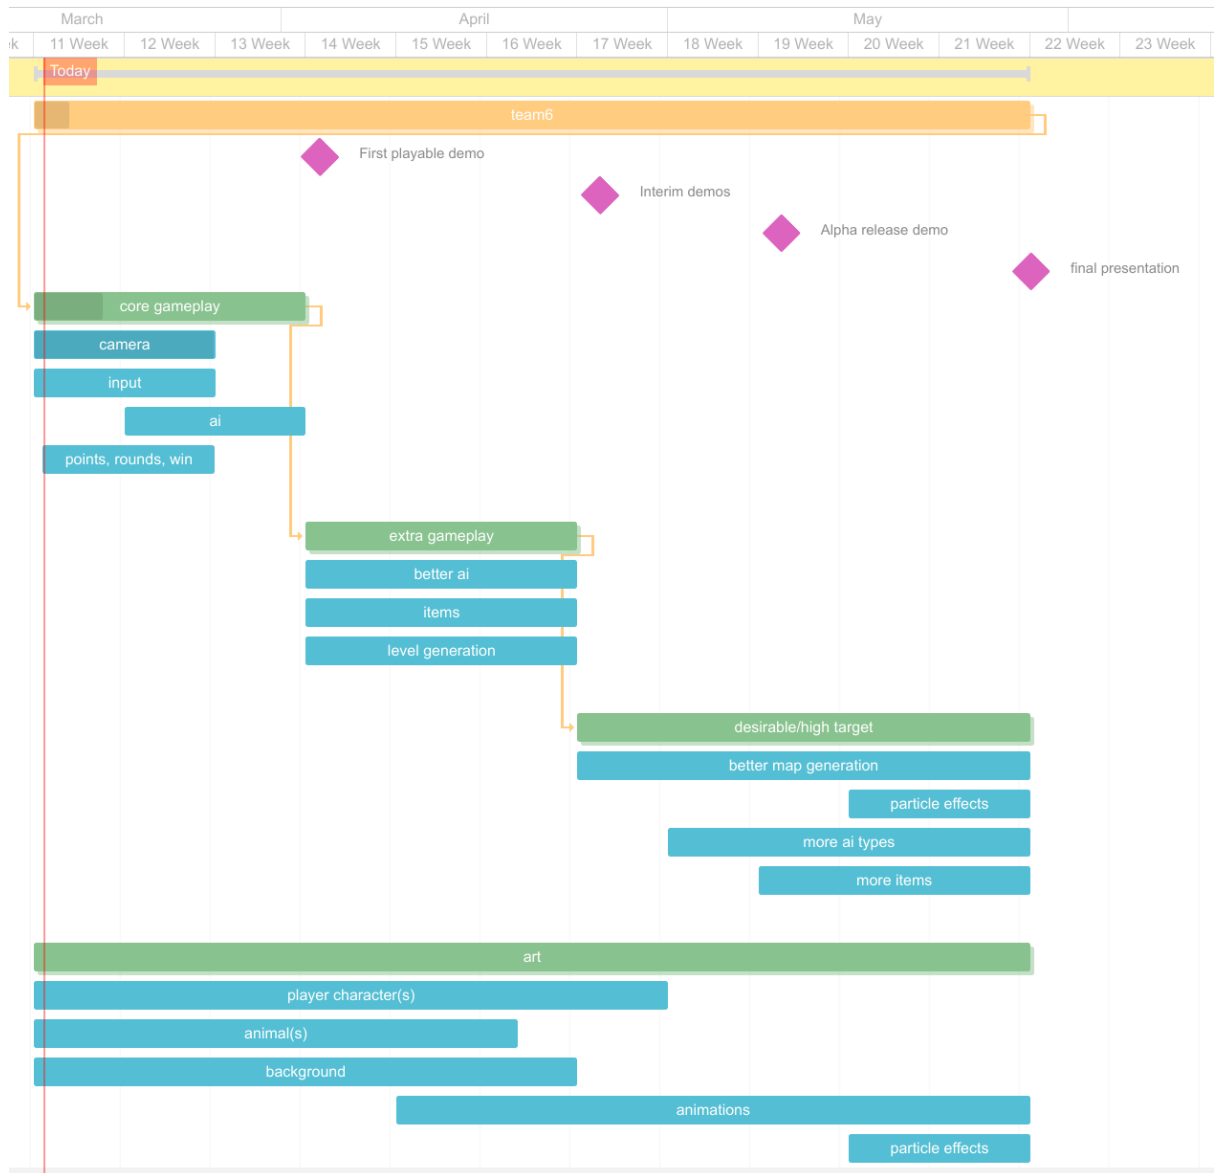 March April May
k 11 Week 12 Week 13 Week 14 Week 15 Week 16 Week 17 Week 18 Week 19 Week 20 Week 21 Week 22 Week 23 Week
Today
team6
First playable demo
Interim demos
Alpha release demo
final presentation
core gameplay
camera
input
ai
points, rounds, win
extra gameplay
better ai
items
level generation
desirable/high target
better map generation
particle effects
more ai types
more items
art
player character(s)
animal(s)
background
animations
particle effects